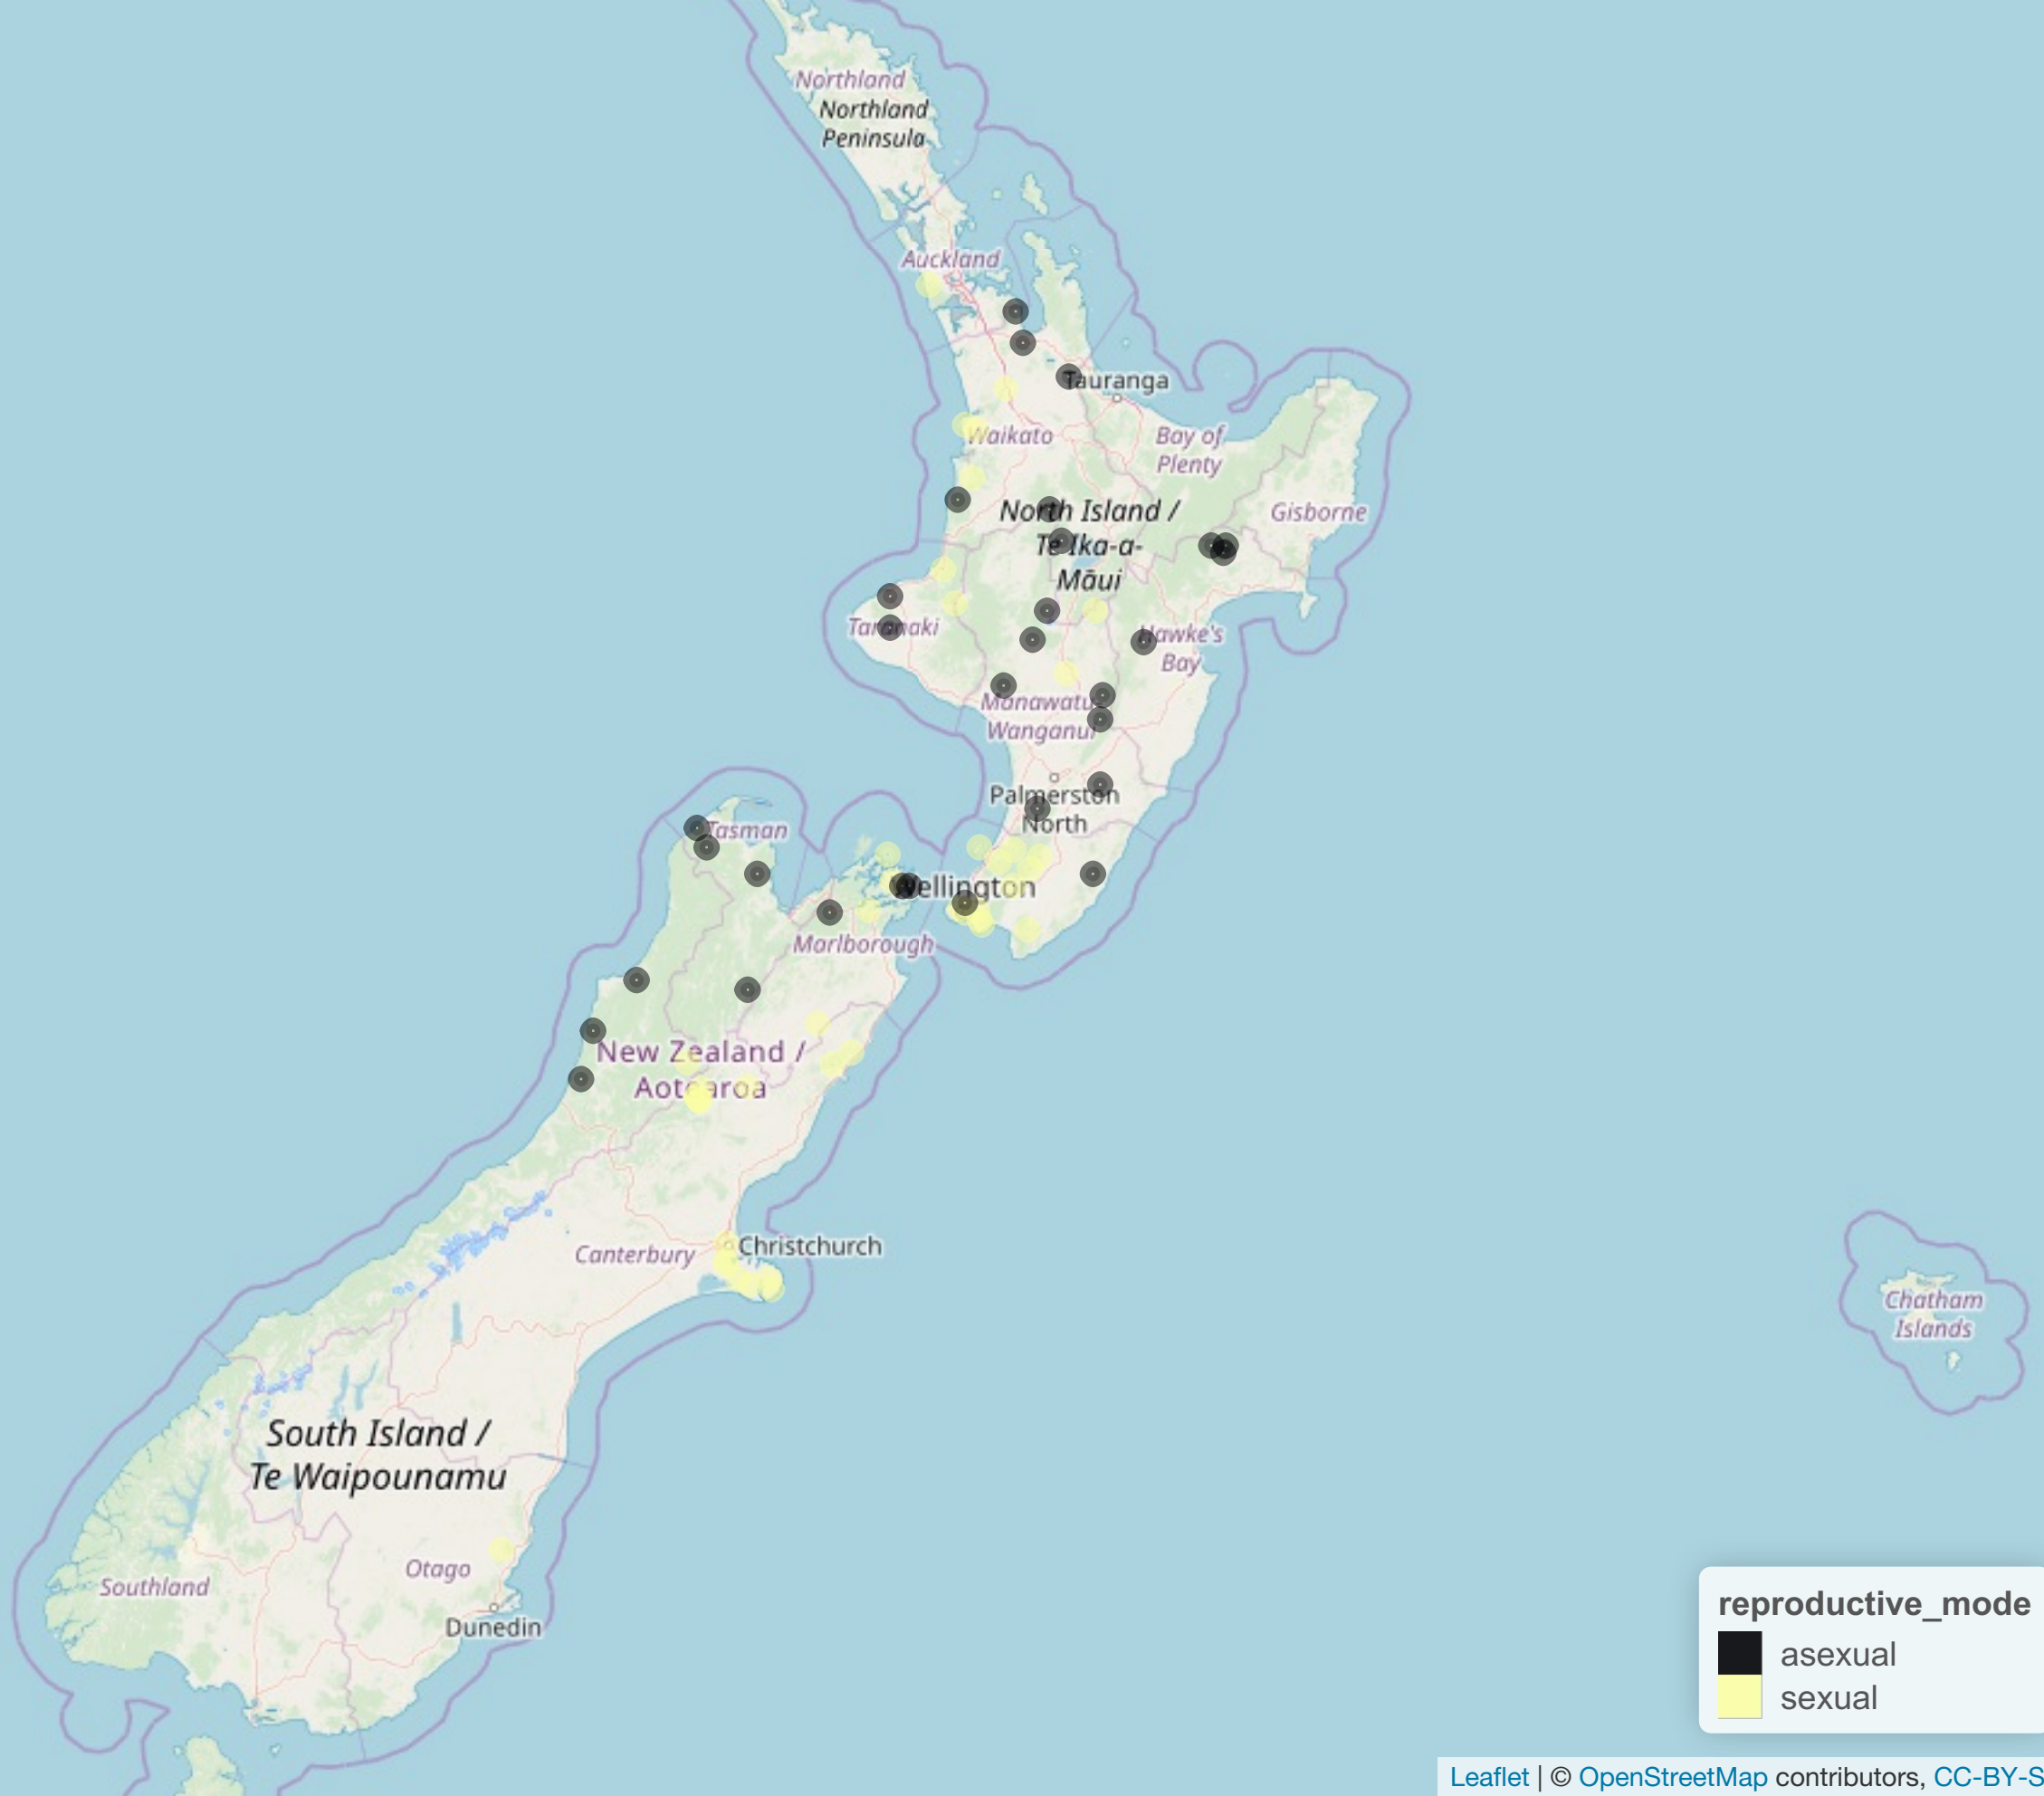 Northland
Northland
Peninsula
Auckland
Tauranga
Waikato
Bay of
Plenty
North Island /
Te Ika-a-
Māui
Gisborne
Taranaki
Hawke's
Bay
Manawatū
Wanganui
Palmerston
North
Tasman
Wellington
Marlborough
New Zealand /
Aotearoa
Christchurch
Canterbury
Chatham
Islands
South Island /
Te Waipounamu
Otago
Southland
Dunedin
reproductive_mode
asexual
sexual
Leaflet | © OpenStreetMap contributors, CC-BY-S